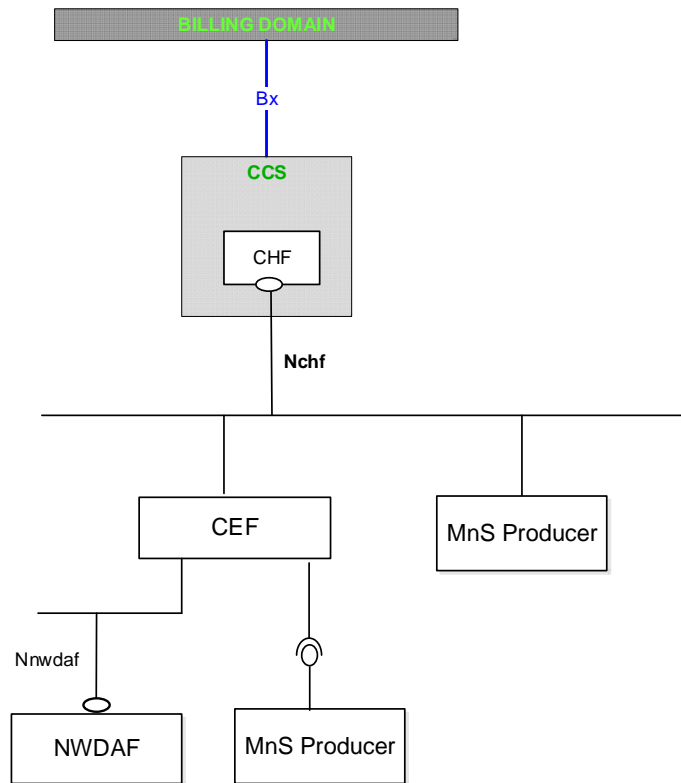 BILLING DOMAIN
Bx
CCS
CHF
Nchf
CEF
MnS Producer
Nnwdaf
NWDAF
MnS Producer